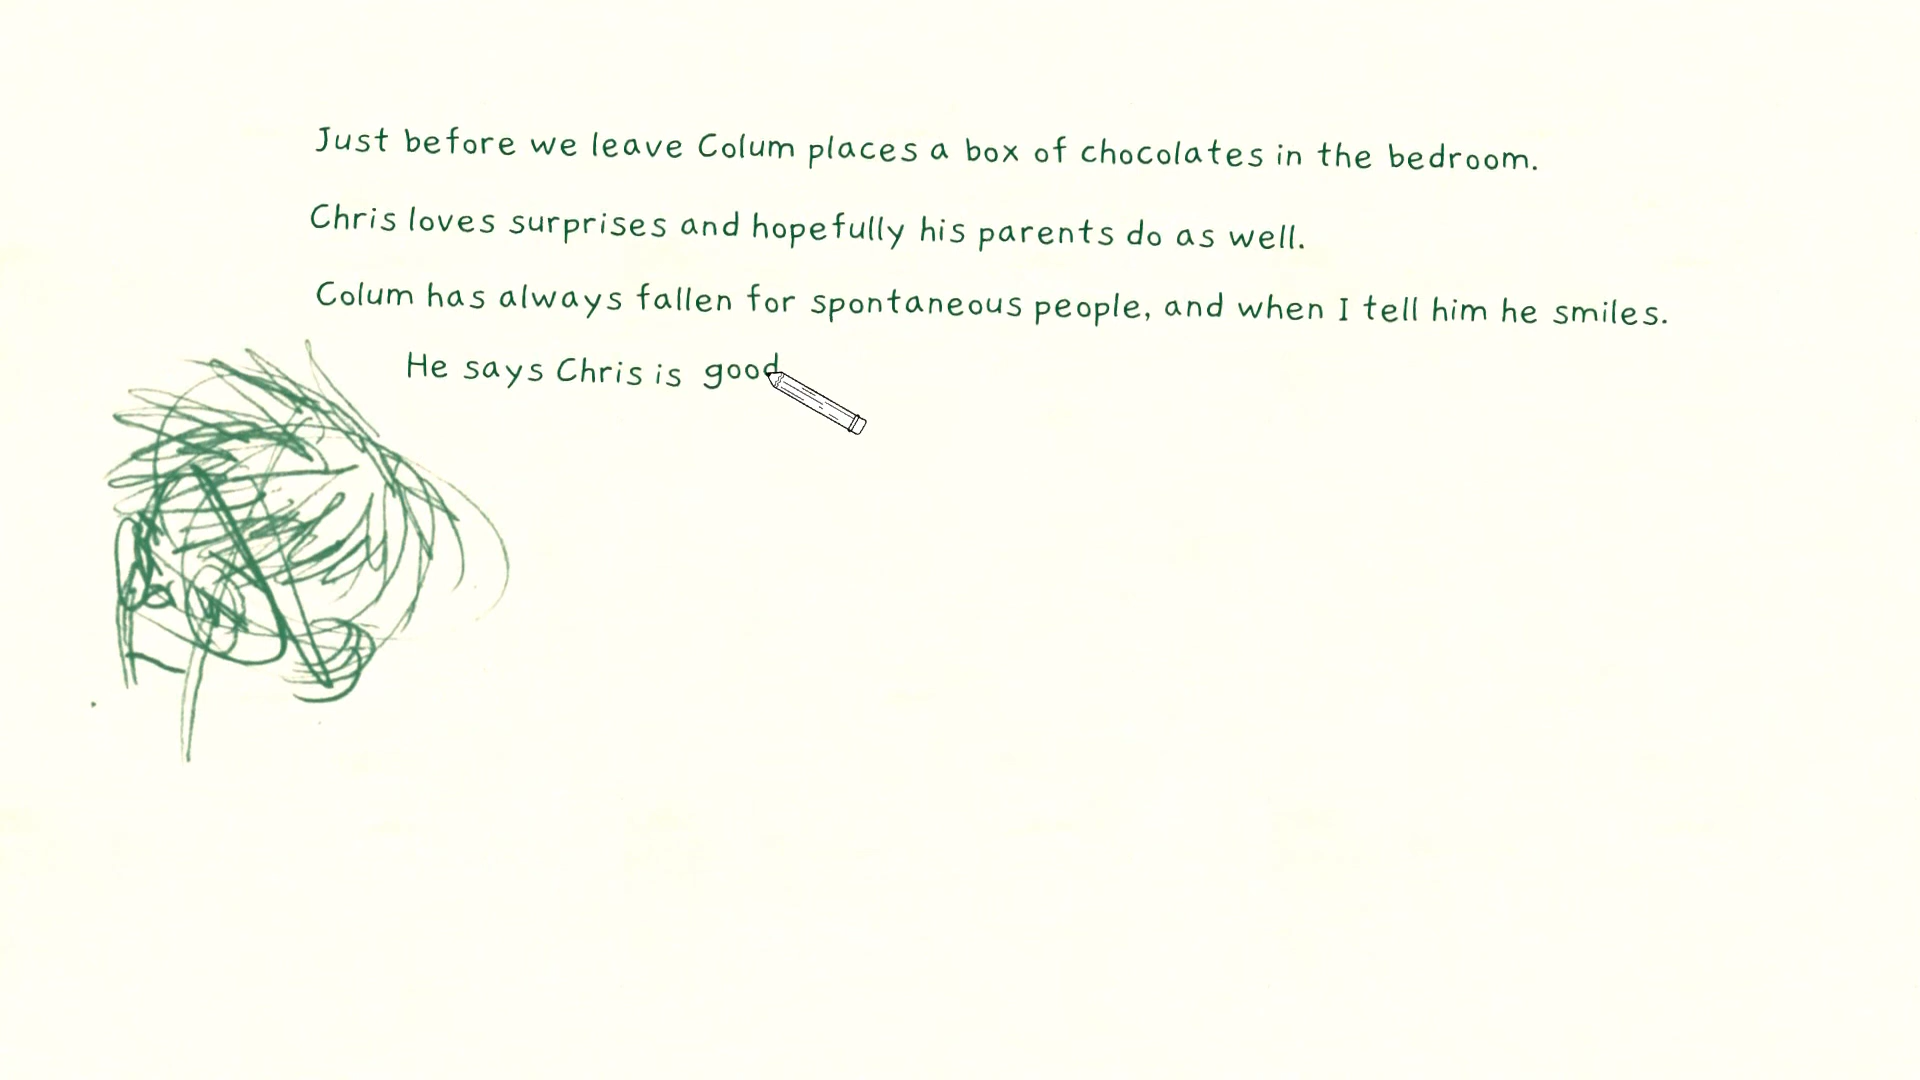 Just before we leave Colum places a box of chocolates in the bedroom.
Chris loves surprises and hopefully his parents do as well.
Colum has always fallen for spontaneous people, and when I tell him he smiles.
He says Chris is good